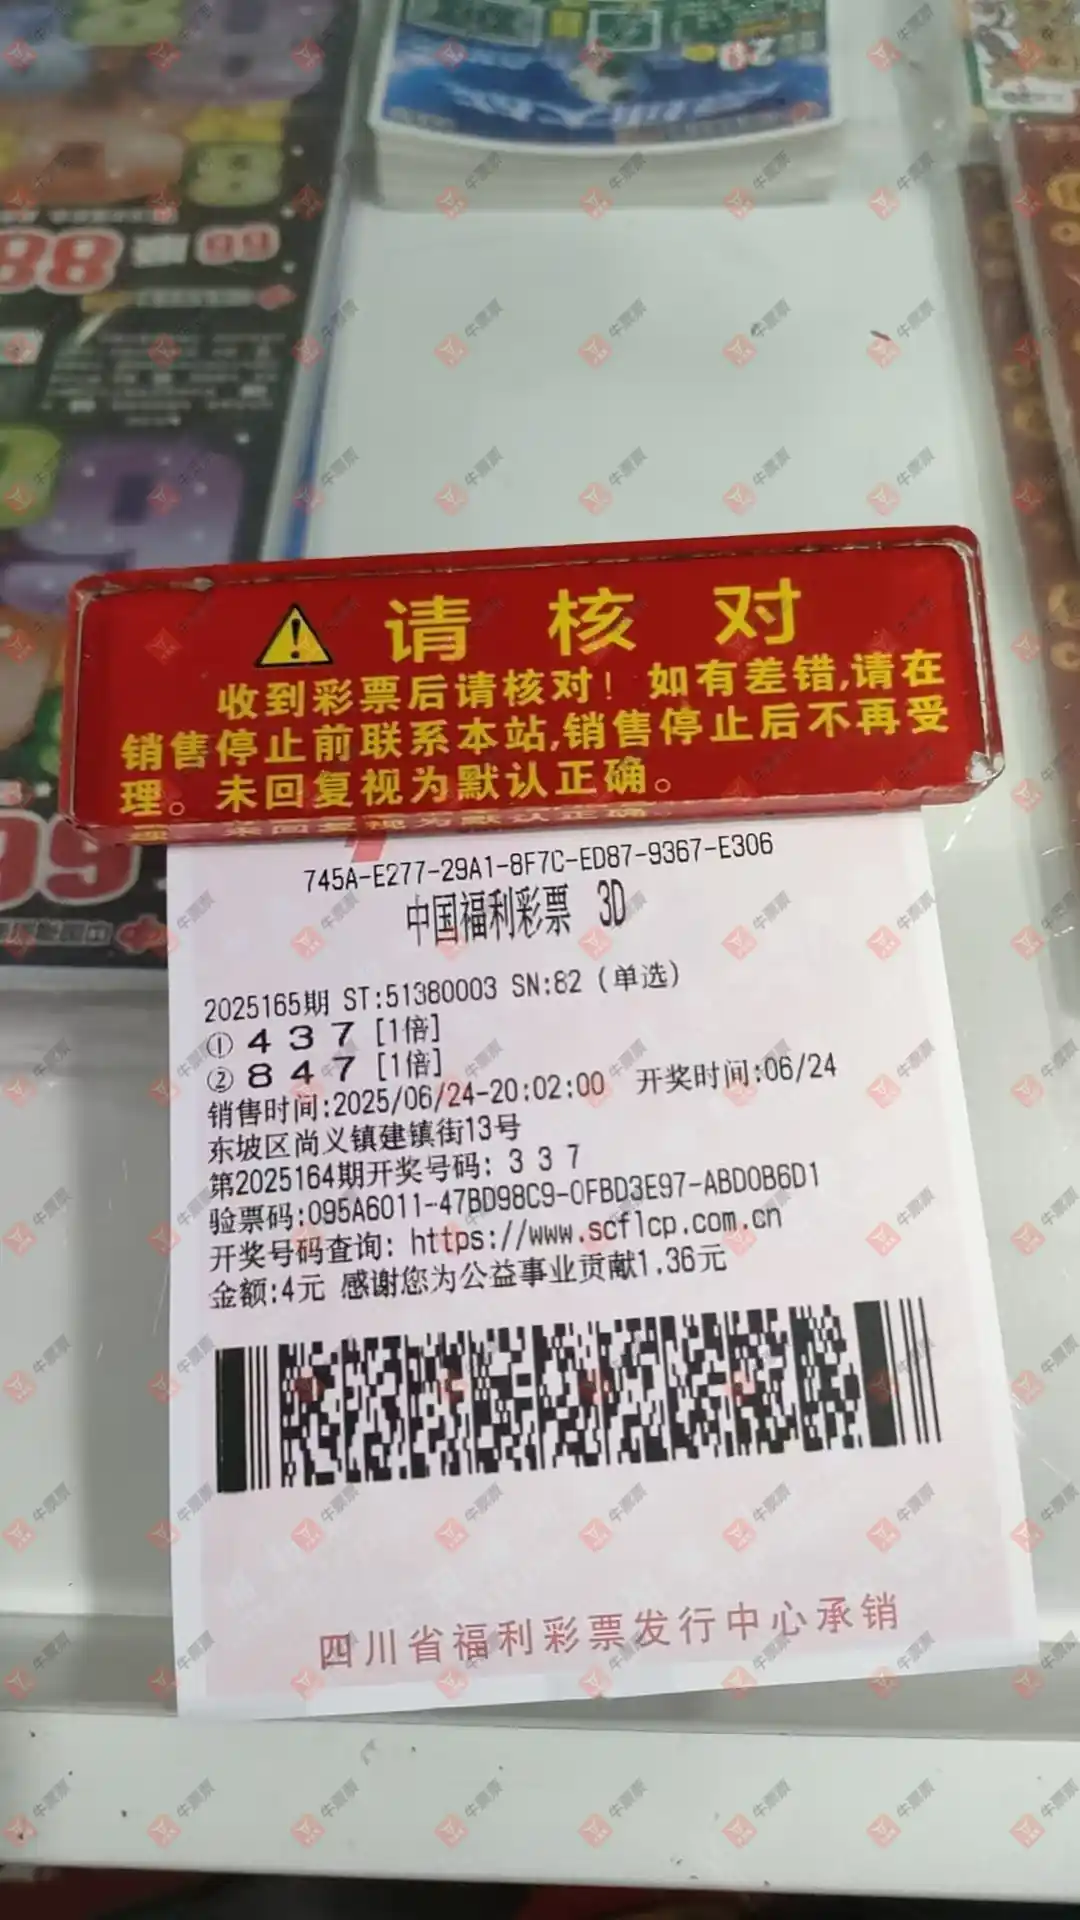 请核对
收到彩票后请核对！如有差错,请在
销售停止前联系本站,销售停止后不再受
理。未回复视为默认正确。
745A-E277-29A1-8F7C-ED87-9367-E306
中国福利彩票 3D
2025165期 ST:51380003 SN:82 (单选)
① 4 3 7 [1倍]
② 8 4 7 [1倍]
销售时间:2025/06/24-20:02:00 开奖时间:06/24
东坡区尚义镇建镇街13号
第2025164期开奖号码: 3 3 7
验票码:095A6011-47BD98C9-0FBD3E97-ABD0B6D1
开奖号码查询: https://www.scflcp.com.cn
金额:4元 感谢您为公益事业贡献1.36元
四川省福利彩票发行中心承销
牛票票